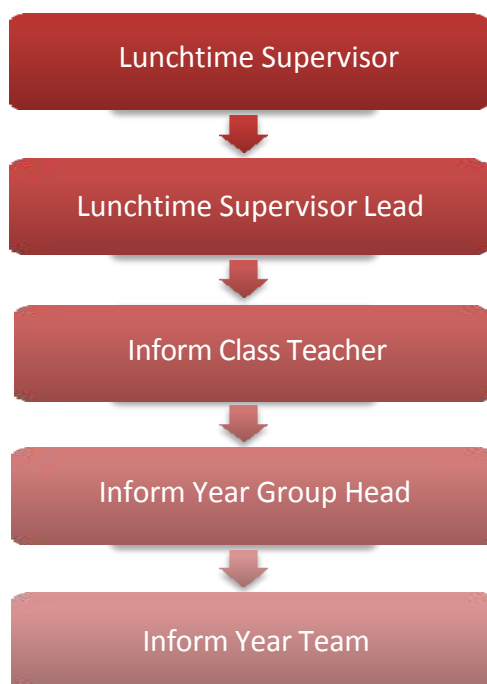 Lunchtime Supervisor
Lunchtime Supervisor Lead
Inform Class Teacher
Inform Year Group Head
Inform Year Team